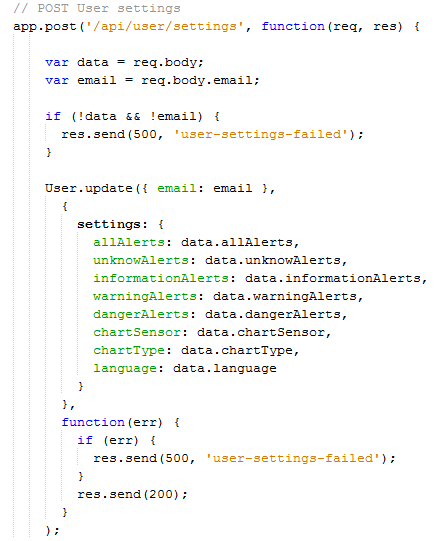 // POST User settings
app.post('/api/user/settings', function(req, res) {
var data = req.body;
var email = req.body.email;
if (!data && !email) {
res.send(500, 'user-settings-failed');
}
User.update({ email: email },
{
settings: {
allAlerts: data.allAlerts,
unknowAlerts: data.unknowAlerts,
informationAlerts: data.informationAlerts,
warningAlerts: data.warningAlerts,
dangerAlerts: data.dangerAlerts,
chartSensor: data.chartSensor,
chartType: data.chartType,
language: data.language
}
},
function(err) {
if (err) {
res.send(500, 'user-settings-failed');
}
res.send(200);
}
);